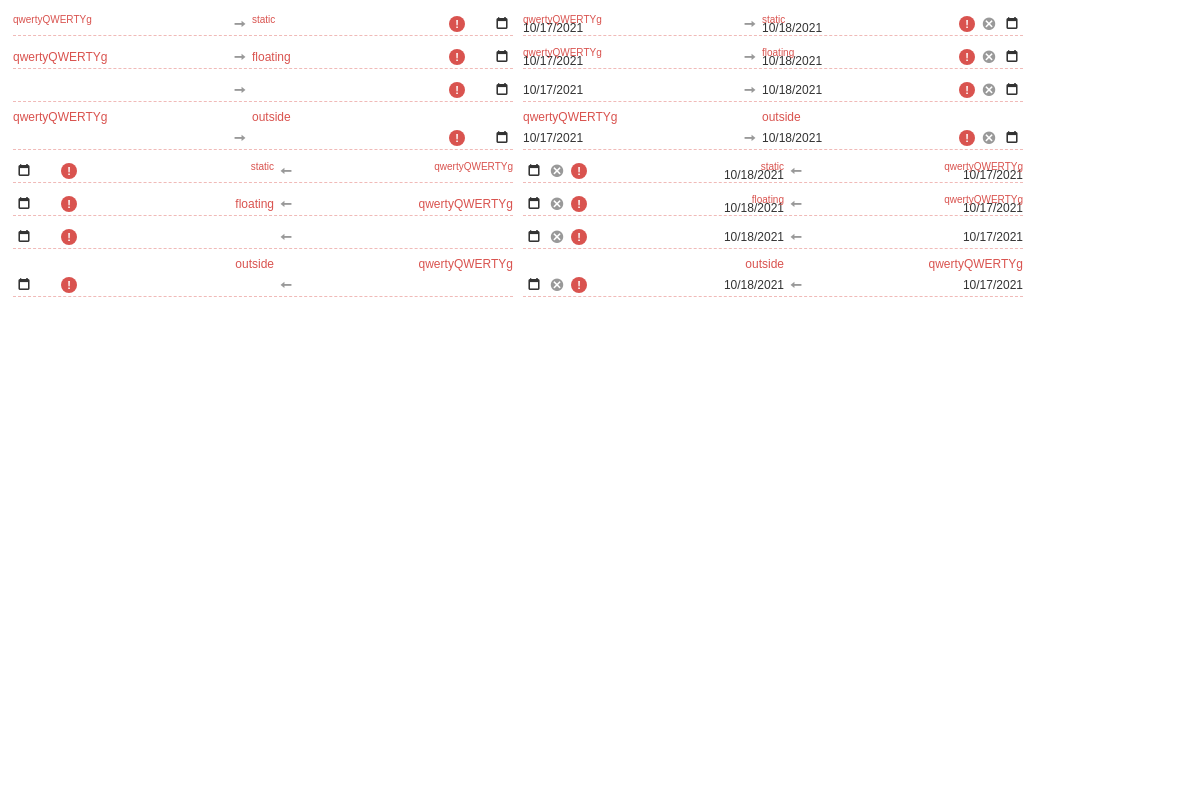 qwertyQWERTYg static ! qwertyQWERTYg static !
10/17/2021 10/18/2021
qwertyQWERTYg floating ! qwertyQWERTYg floating !
10/17/2021 10/18/2021
! 10/17/2021 10/18/2021 !
qwertyQWERTYg outside qwertyQWERTYg outside
! 10/17/2021 10/18/2021 !
! static qwertyQWERTYg ! static qwertyQWERTYg
10/18/2021 10/17/2021
! floating qwertyQWERTYg ! floating qwertyQWERTYg
10/18/2021 10/17/2021
! ! 10/18/2021 10/17/2021
outside qwertyQWERTYg outside qwertyQWERTYg
! ! 10/18/2021 10/17/2021